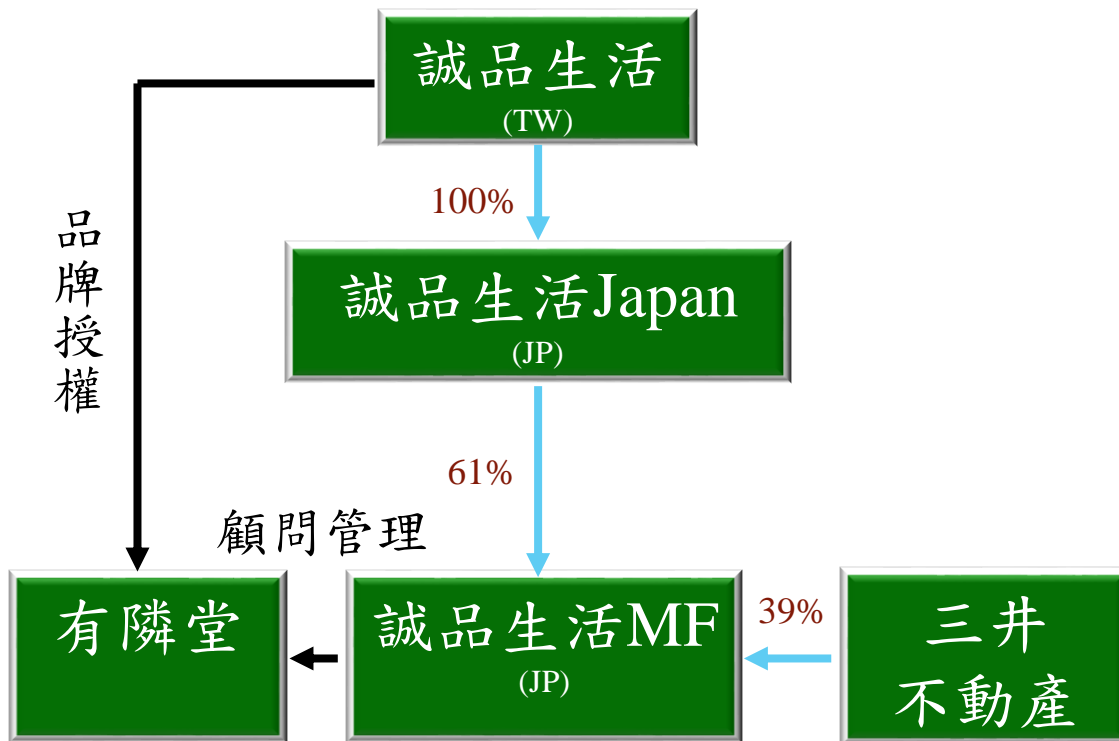 誠品生活
(TW)
100%
品牌授權
誠品生活Japan
(JP)
61%
顧問管理
有隣堂
誠品生活MF
(JP)
39%
三井
不動產